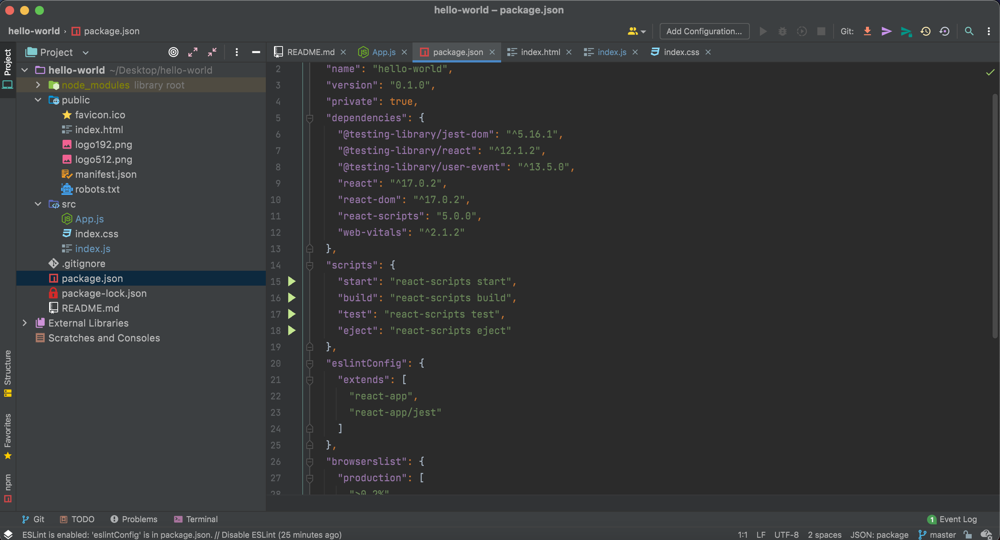 hello-world – package.json
hello-world › package.json
Add Configuration...
Git:
Project
Project
README.md
App.js
package.json
index.html
index.js
index.css
hello-world ~/Desktop/hello-world
node_modules library root
public
favicon.ico
index.html
logo192.png
logo512.png
manifest.json
robots.txt
src
App.js
index.css
index.js
.gitignore
package.json
package-lock.json
README.md
External Libraries
Scratches and Consoles
Structure
Favorites
npm
2 "name": "hello-world",
3 "version": "0.1.0",
4 "private": true,
5 "dependencies": {
6 "@testing-library/jest-dom": "^5.16.1",
7 "@testing-library/react": "^12.1.2",
8 "@testing-library/user-event": "^13.5.0",
9 "react": "^17.0.2",
10 "react-dom": "^17.0.2",
11 "react-scripts": "5.0.0",
12 "web-vitals": "^2.1.2"
13 },
14 "scripts": {
15 "start": "react-scripts start",
16 "build": "react-scripts build",
17 "test": "react-scripts test",
18 "eject": "react-scripts eject"
19 },
20 "eslintConfig": {
21 "extends": [
22 "react-app",
23 "react-app/jest"
24 ]
25 },
26 "browserslist": {
27 "production": [
28 ">0.2%"
Git
TODO
Problems
Terminal
1 Event Log
ESLint is enabled: 'eslintConfig' is in package.json. // Disable ESLint (25 minutes ago)
1:1 LF UTF-8 2 spaces JSON: package master